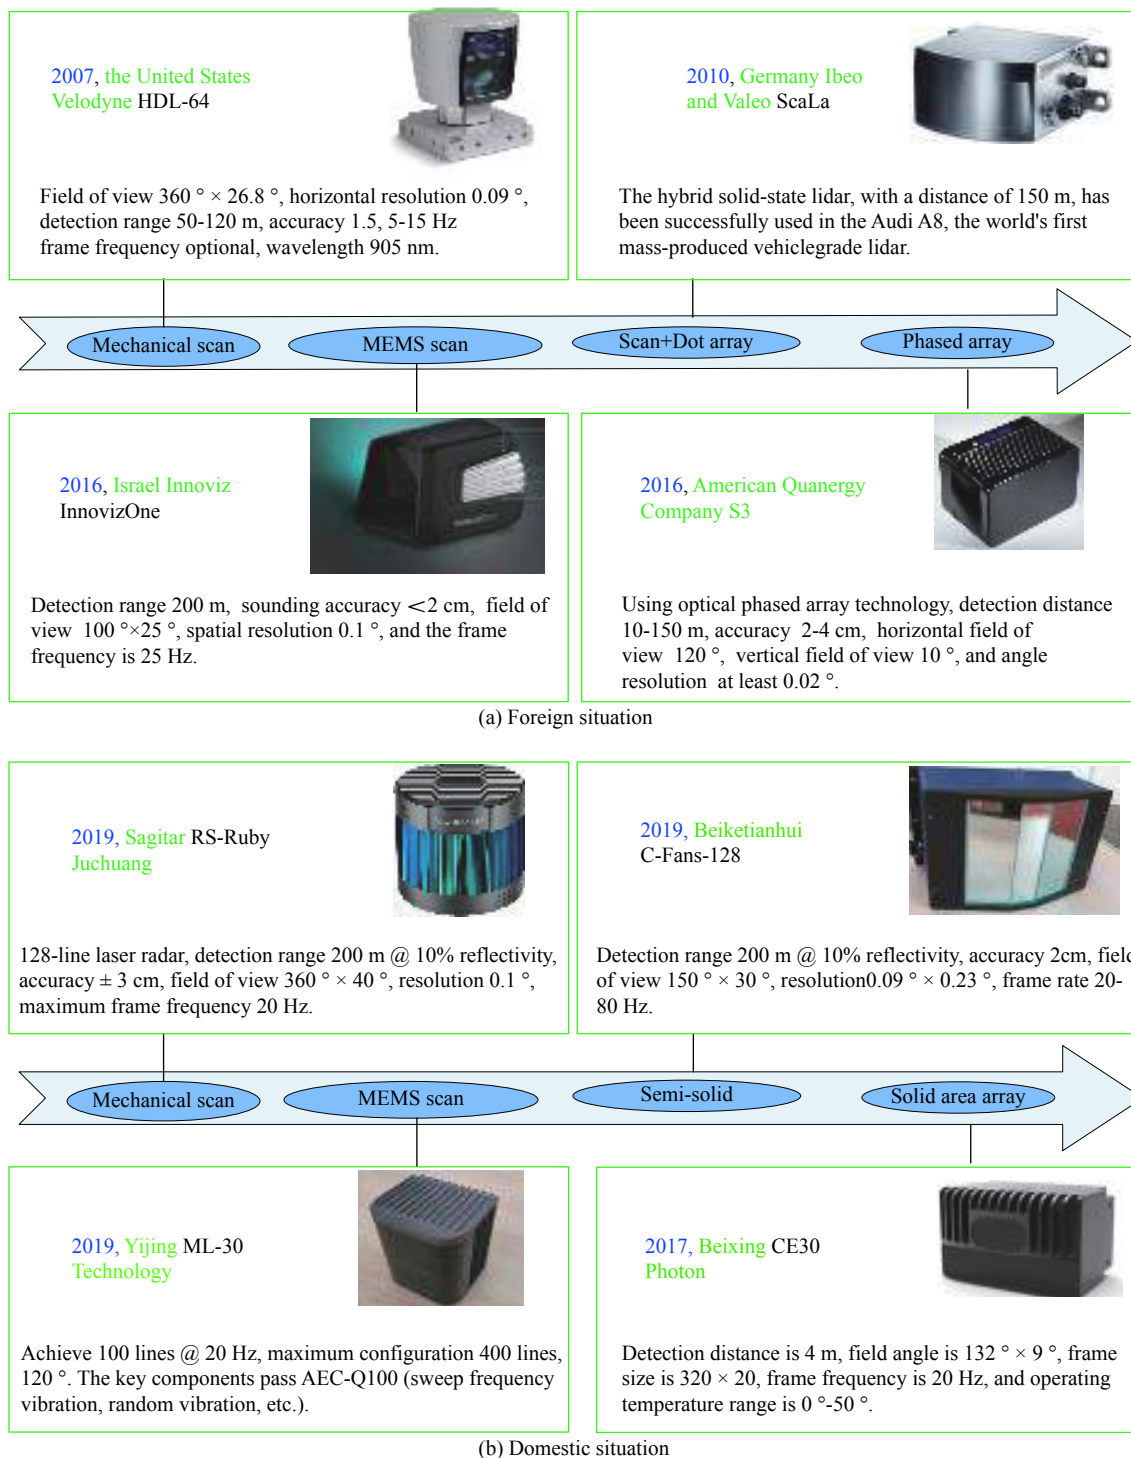 2007, the United States
Velodyne HDL-64
Field of view 360 ° × 26.8 °, horizontal resolution 0.09 °,
detection range 50-120 m, accuracy 1.5, 5-15 Hz
frame frequency optional, wavelength 905 nm.
2010, Germany Ibeo
and Valeo ScaLa
The hybrid solid-state lidar, with a distance of 150 m, has
been successfully used in the Audi A8, the world's first
mass-produced vehiclegrade lidar.
Mechanical scan
MEMS scan
Scan+Dot array
Phased array
2016, Israel Innoviz
InnovizOne
Detection range 200 m, sounding accuracy <2 cm, field of
view 100 °×25 °, spatial resolution 0.1 °, and the frame
frequency is 25 Hz.
2016, American Quanergy
Company S3
Using optical phased array technology, detection distance
10-150 m, accuracy 2-4 cm, horizontal field of
view 120 °, vertical field of view 10 °, and angle
resolution at least 0.02 °.
(a) Foreign situation
2019, Sagitar RS-Ruby
Juchuang
128-line laser radar, detection range 200 m @ 10% reflectivity,
accuracy ± 3 cm, field of view 360 ° × 40 °, resolution 0.1 °,
maximum frame frequency 20 Hz.
2019, Beiketianhui
C-Fans-128
Detection range 200 m @ 10% reflectivity, accuracy 2cm, field
of view 150 ° × 30 °, resolution0.09 ° × 0.23 °, frame rate 20-
80 Hz.
Mechanical scan
MEMS scan
Semi-solid
Solid area array
2019, Yijing ML-30
Technology
Achieve 100 lines @ 20 Hz, maximum configuration 400 lines,
120 °. The key components pass AEC-Q100 (sweep frequency
vibration, random vibration, etc.).
2017, Beixing CE30
Photon
Detection distance is 4 m, field angle is 132 ° × 9 °, frame
size is 320 × 20, frame frequency is 20 Hz, and operating
temperature range is 0 °-50 °.
(b) Domestic situation